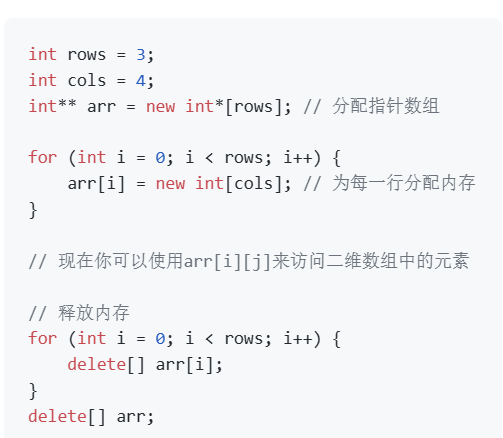 int rows = 3;
int cols = 4;
int** arr = new int*[rows]; // 分配指针数组
for (int i = 0; i < rows; i++) {
    arr[i] = new int[cols]; // 为每一行分配内存
}
// 现在你可以使用arr[i][j]来访问二维数组中的元素
// 释放内存
for (int i = 0; i < rows; i++) {
    delete[] arr[i];
}
delete[] arr;